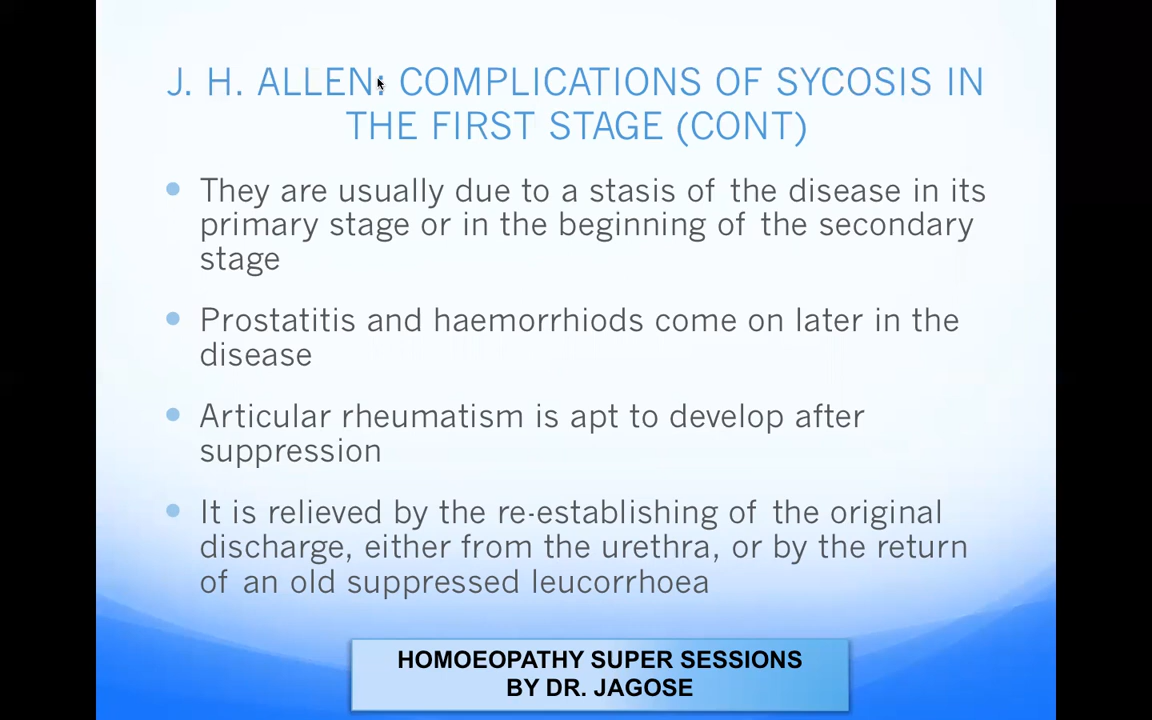 J. H. ALLEN: COMPLICATIONS OF SYCOSIS IN
THE FIRST STAGE (CONT)
They are usually due to a stasis of the disease in its
primary stage or in the beginning of the secondary
stage
Prostatitis and haemorrhiods come on later in the
disease
Articular rheumatism is apt to develop after
suppression
It is relieved by the re-establishing of the original
discharge, either from the urethra, or by the return
of an old suppressed leucorrhoea
HOMOEOPATHY SUPER SESSIONS
BY DR. JAGOSE